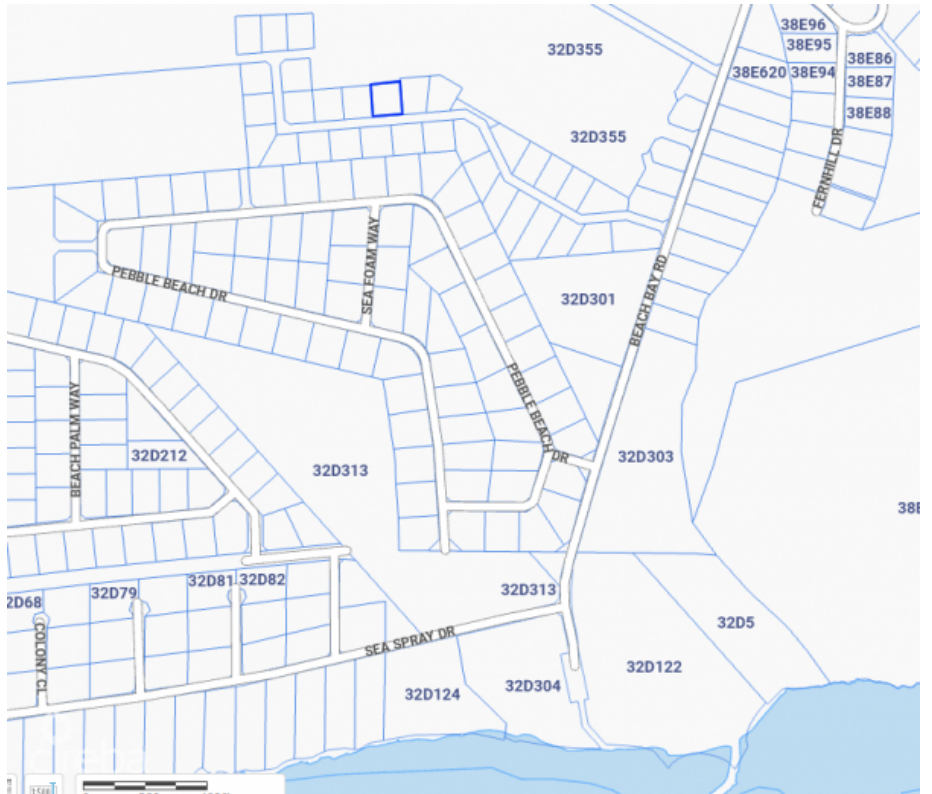 38E96
38E95
32D355
38E86
38E620
38E94
38E87
38E88
32D355
FERNHILL DR
SEA FOAM WAY
PEBBLE BEACH DR
32D301
BEACH BAY RD
PEBBLE BEACH DR
BEACH PALM WAY
32D212
32D313
32D303
32D81
32D82
32D79
32D313
32D5
COLONY CL
SEA SPRAY DR
32D122
32D304
32D124